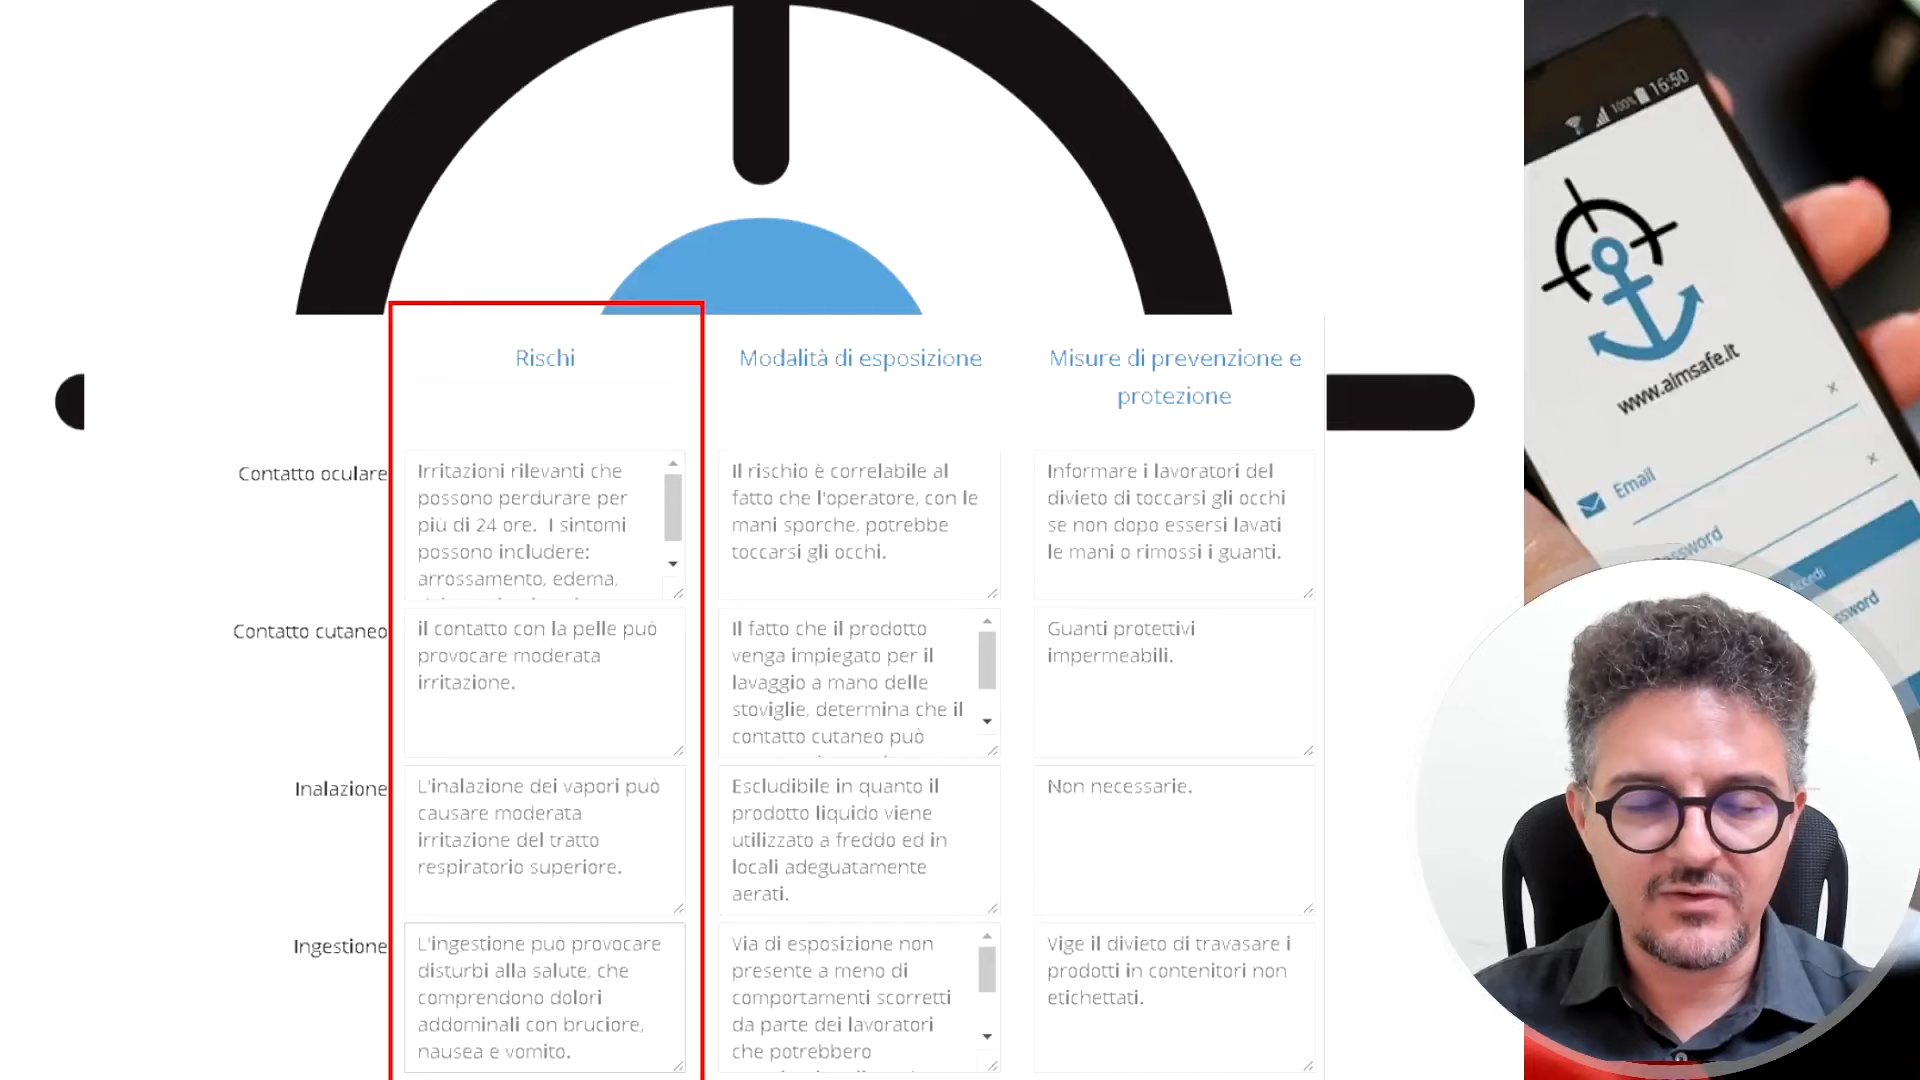 Rischi
Modalità di esposizione
Misure di prevenzione e
protezione
Contatto oculare
Irritazioni rilevanti che
possono perdurare per
più di 24 ore. I sintomi
possono includere:
arrossamento, edema,
Il rischio è correlabile al
fatto che l'operatore, con le
mani sporche, potrebbe
toccarsi gli occhi.
Informare i lavoratori del
divieto di toccarsi gli occhi
se non dopo essersi lavati
le mani o rimossi i guanti.
Contatto cutaneo
il contatto con la pelle può
provocare moderata
irritazione.
Il fatto che il prodotto
venga impiegato per il
lavaggio a mano delle
stoviglie, determina che il
contatto cutaneo può
Guanti protettivi
impermeabili.
Inalazione
L'inalazione dei vapori può
causare moderata
irritazione del tratto
respiratorio superiore.
Escludibile in quanto il
prodotto liquido viene
utilizzato a freddo ed in
locali adeguatamente
aerati.
Non necessarie.
Ingestione
L'ingestione può provocare
disturbi alla salute, che
comprendono dolori
addominali con bruciore,
nausea e vomito.
Via di esposizione non
presente a meno di
comportamenti scorretti
da parte dei lavoratori
che potrebbero
Vige il divieto di travasare i
prodotti in contenitori non
etichettati.
100% 16:50
www.aimsafe.it
Email
ssword
Accedi
ssword